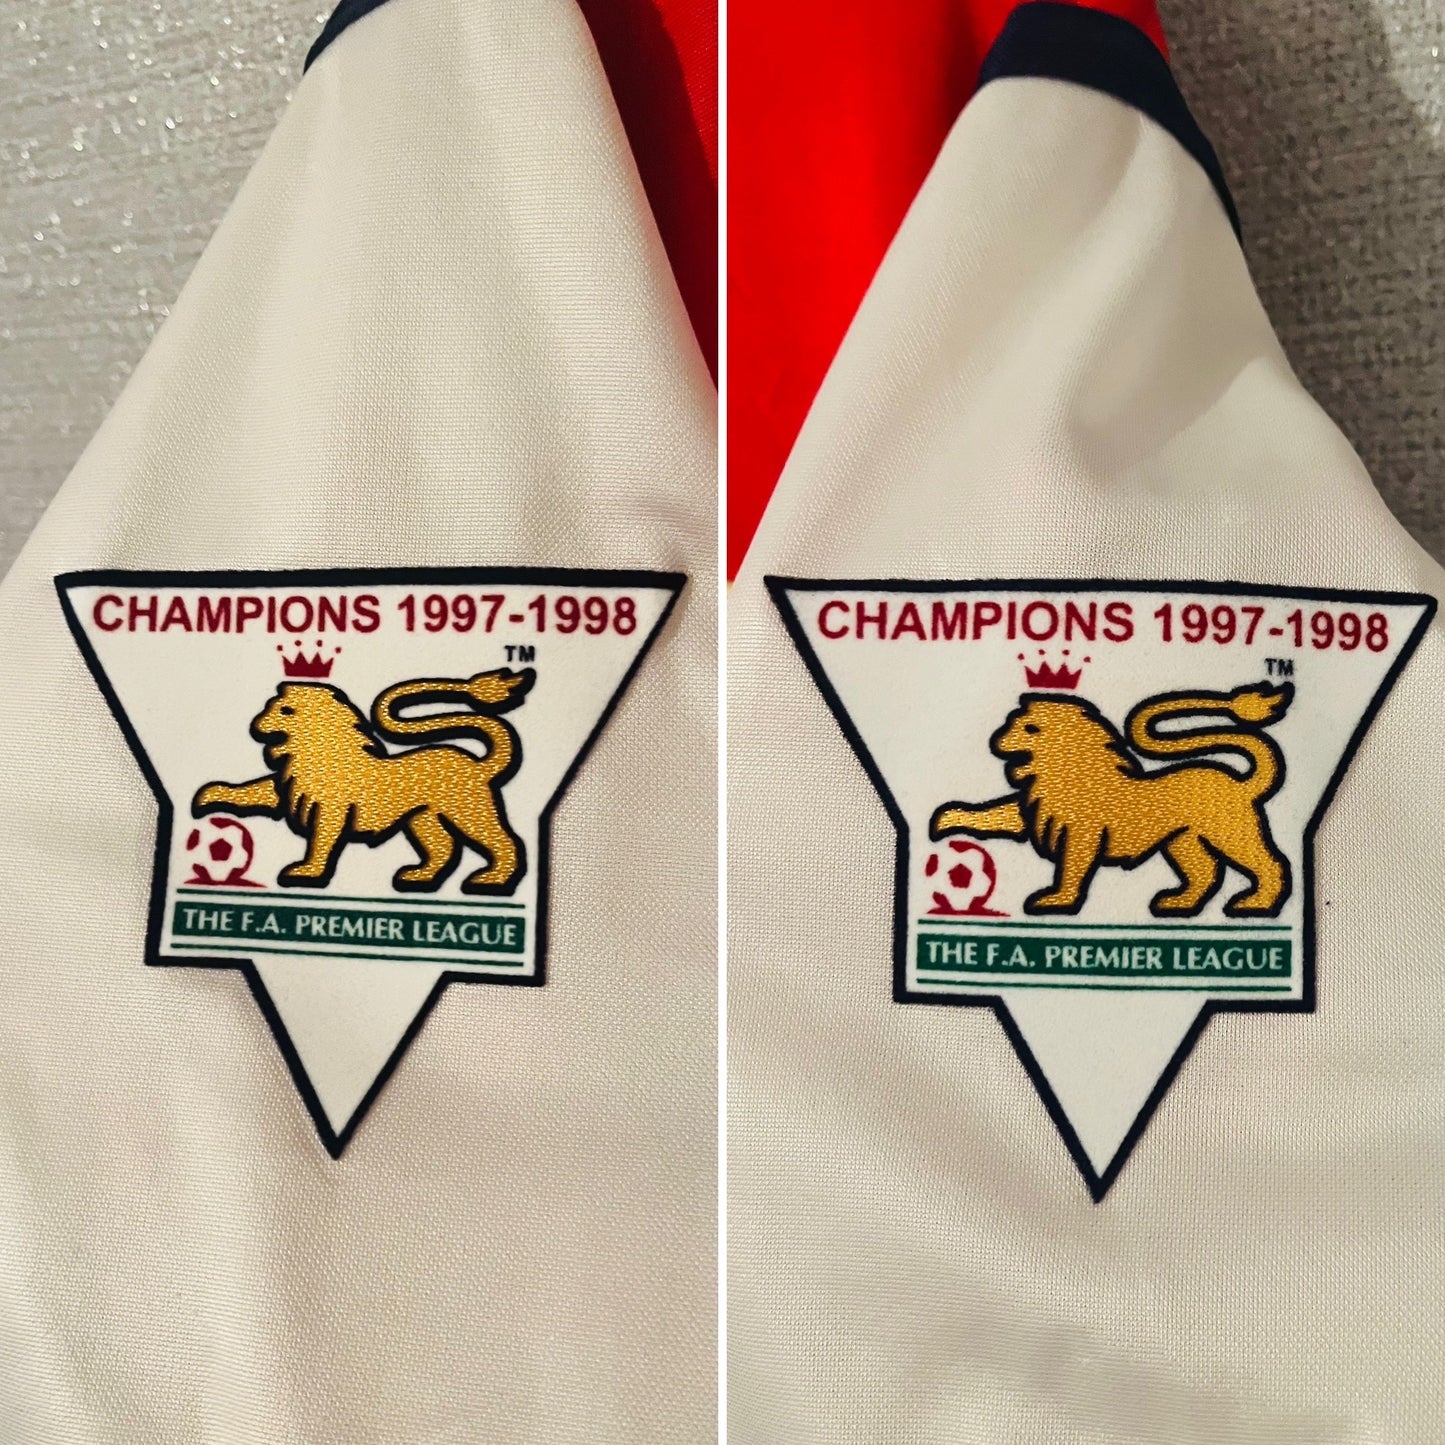 CHAMPIONS 1997-1998
TM
THE F.A. PREMIER LEAGUE
CHAMPIONS 1997-1998
TM
THE F.A. PREMIER LEAGUE